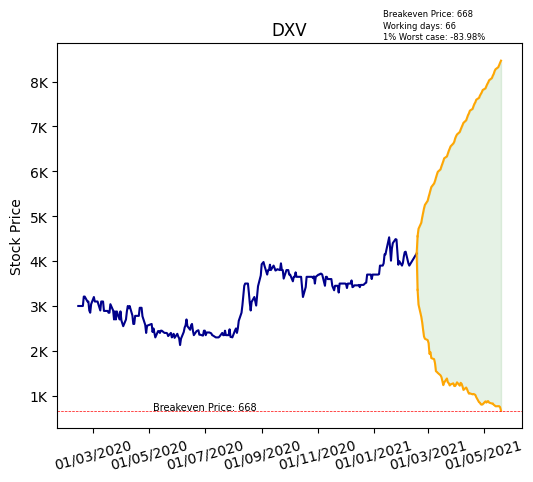 Breakeven Price: 668
Working days: 66
1% Worst case: -83.98%
DXV
Stock Price
8K
7K
6K
5K
4K
3K
2K
1K
Breakeven Price: 668
01/03/2020 01/05/2020 01/07/2020 01/09/2020 01/11/2020 01/01/2021 01/03/2021 01/05/2021